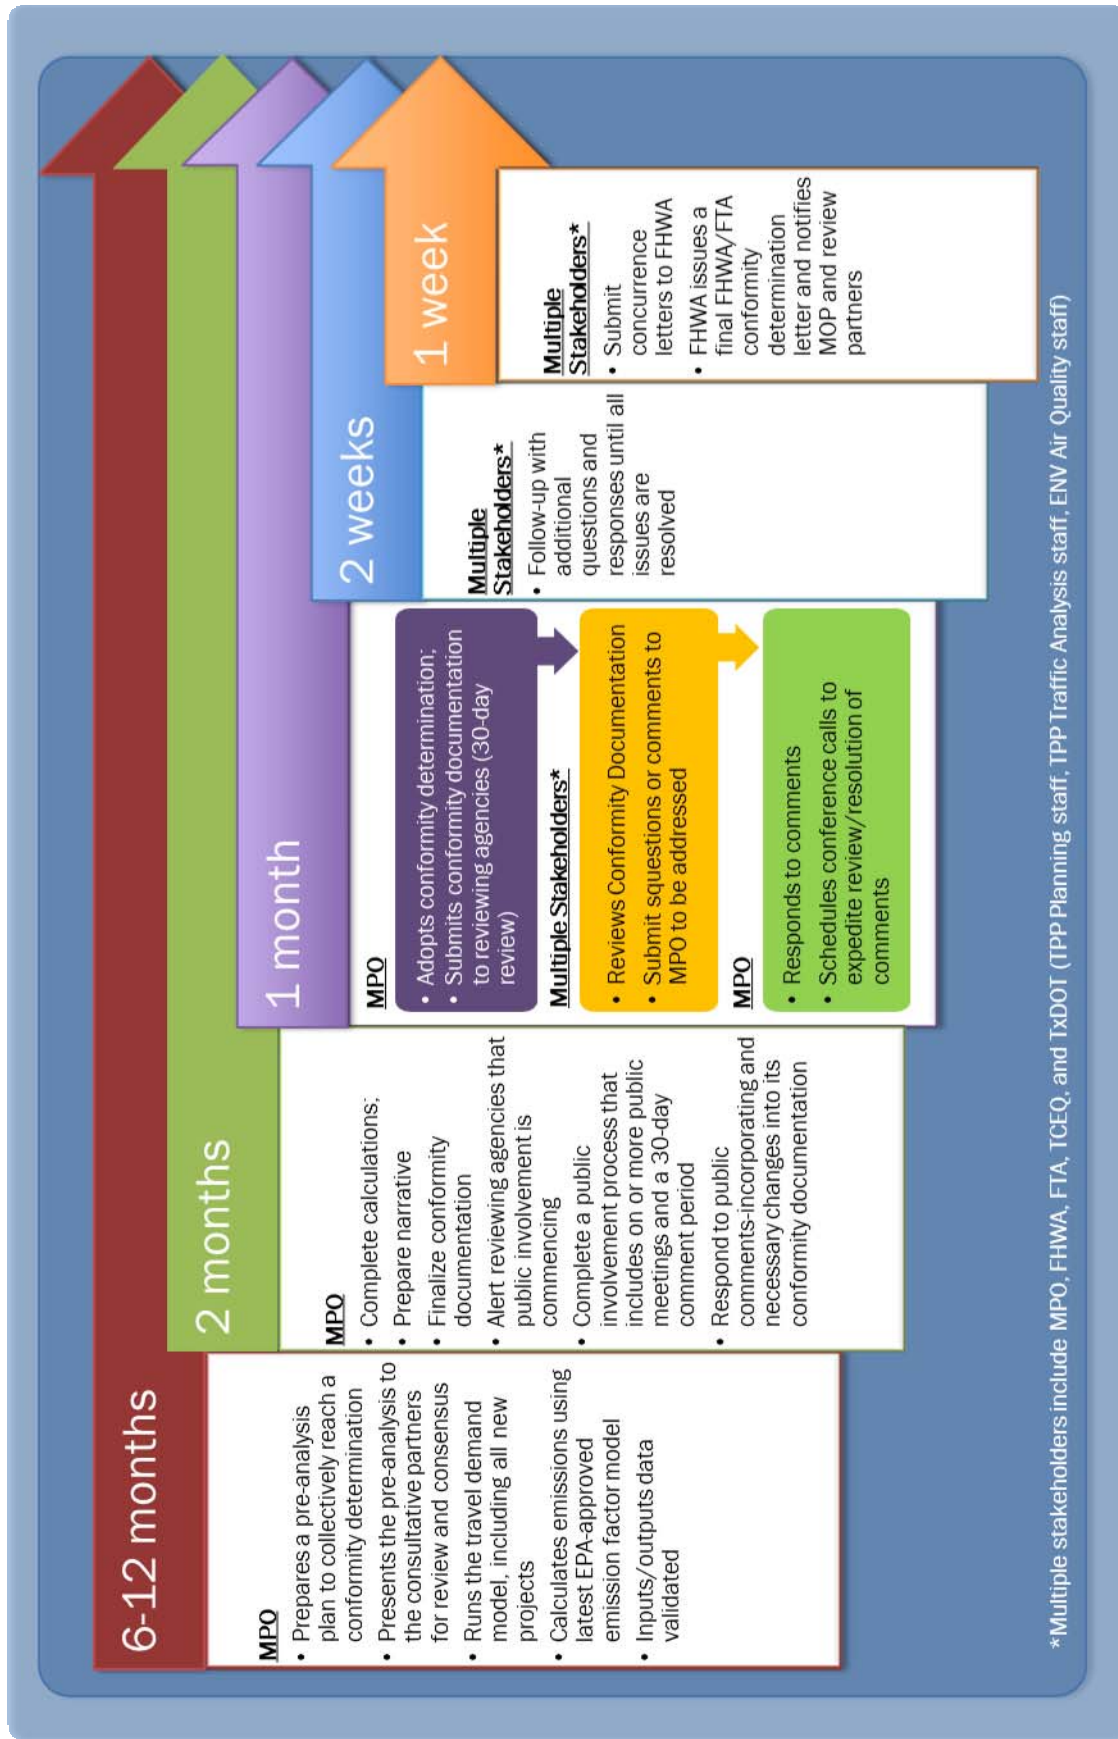 6-12 months
MPO
• Prepares a pre-analysis
plan to collectively reach a
conformity determination
• Presents the pre-analysis to
the consultative partners
for review and consensus
• Runs the travel demand
model, including all new
projects
• Calculates emissions using
latest EPA-approved
emission factor model
• Inputs/outputs data
validated
2 months
MPO
• Complete calculations;
• Prepare narrative
• Finalize conformity
documentation
• Alert reviewing agencies that
public involvement is
commencing
• Complete a public
involvement process that
includes on or more public
meetings and a 30-day
comment period
• Respond to public
comments-incorporating and
necessary changes into its
conformity documentation
1 month
MPO
• Adopts conformity determination;
• Submits conformity documentation
to reviewing agencies (30-day
review)
Multiple Stakeholders*
• Reviews Conformity Documentation
• Submit squestions or comments to
MPO to be addressed
MPO
• Responds to comments
• Schedules conference calls to
expedite review/resolution of
comments
2 weeks
Multiple
Stakeholders*
• Follow-up with
additional
questions and
responses until all
issues are
resolved
1 week
Multiple
Stakeholders*
• Submit
concurrence
letters to FHWA
• FHWA issues a
final FHWA/FTA
conformity
determination
letter and notifies
MOP and review
partners
*Multiple stakeholders include MPO, FHWA, FTA, TCEQ, and TxDOT (TPP Planning staff, TPP Traffic Analysis staff, ENV Air Quality staff)